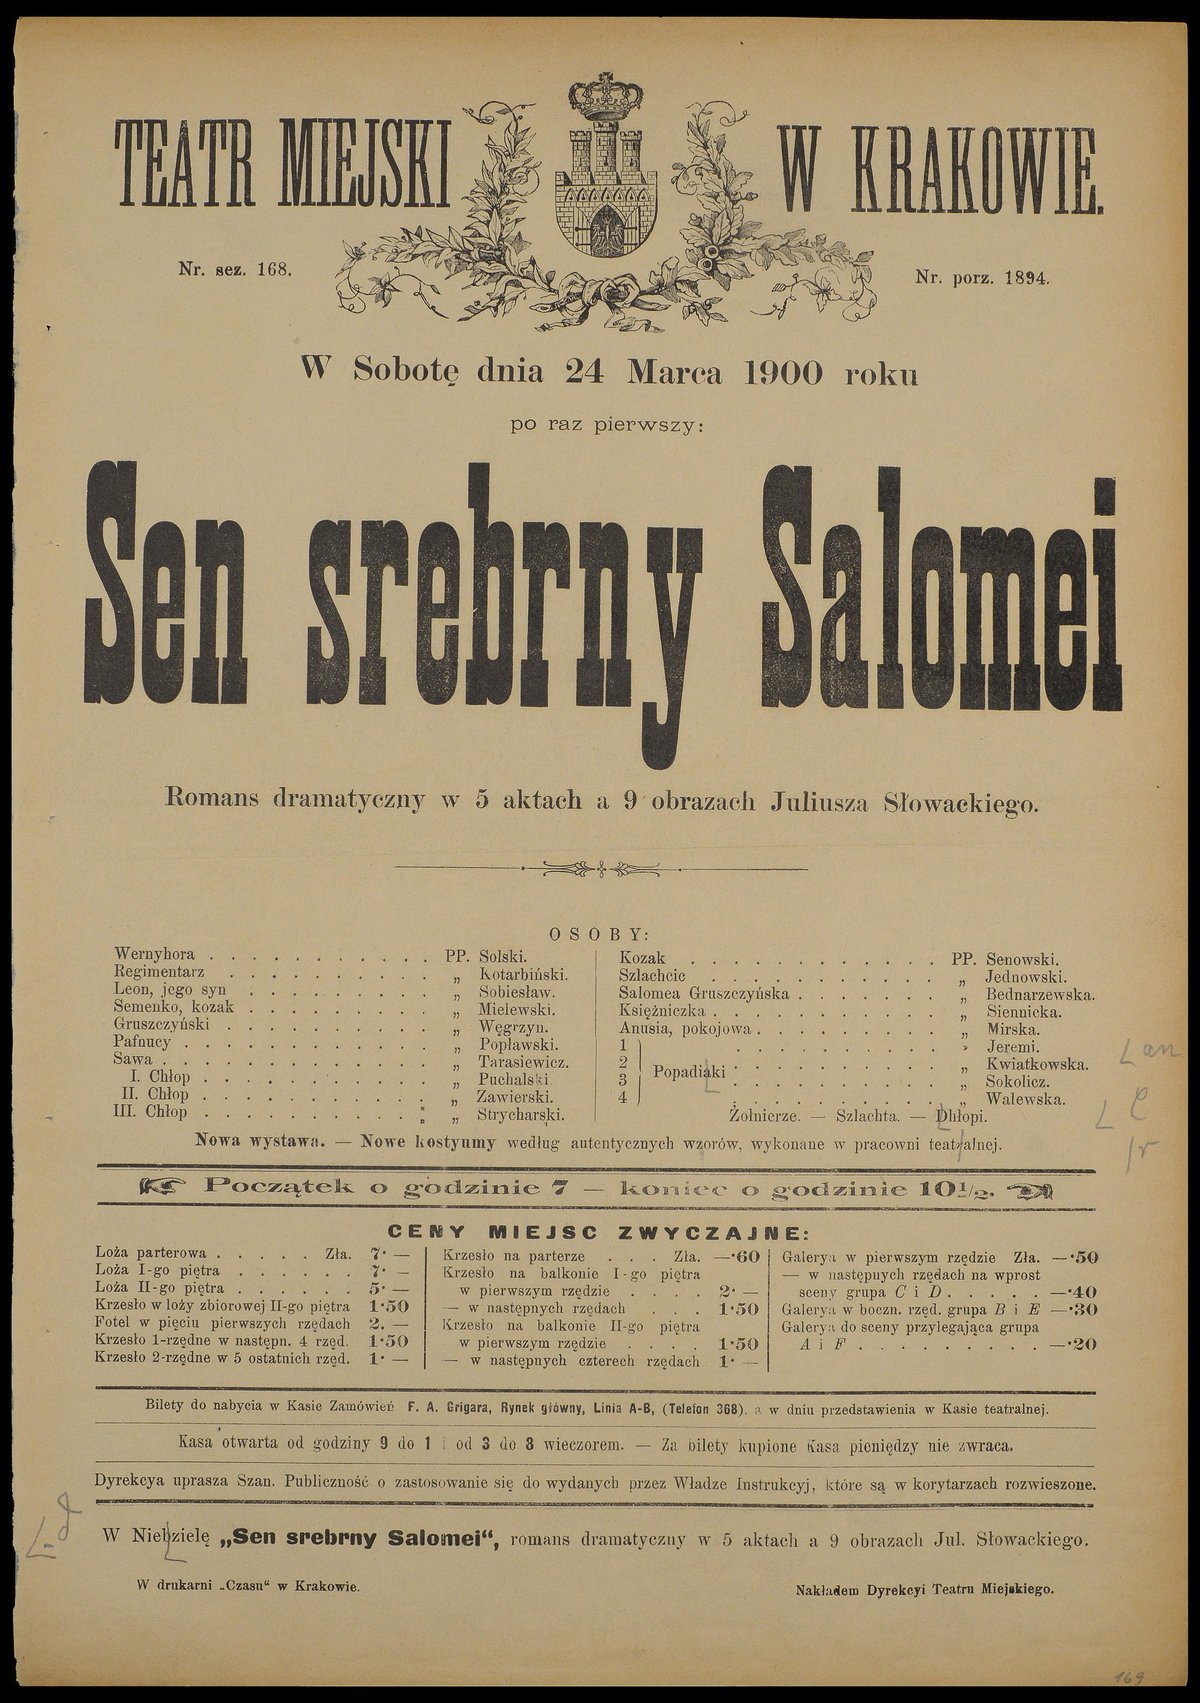 TEATR MIEJSKI W KRAKOWIE.
Nr. sez. 168. Nr. porz. 1894.
W Sobotę dnia 24 Marca 1900 roku
po raz pierwszy:
Sen srebrny Salomei
Romans dramatyczny w 5 aktach a 9 obrazach Juliusza Słowackiego.
OSOBY:
Wernyhora . . . . . . . . . . . PP. Solski.
Regimentarz . . . . . . . . . . „ Kotarbiński.
Leon, jego syn . . . . . . . . . „ Sobiesław.
Semenko, kozak . . . . . . . . . „ Mielewski.
Gruszczyński . . . . . . . . . . „ Węgrzyn.
Pafnucy . . . . . . . . . . . . „ Popławski.
Sawa . . . . . . . . . . . . . „ Tarasiewicz.
I. Chłop . . . . . . . . . . . „ Puchalski
II. Chłop . . . . . . . . . . . „ Zawierski.
III. Chłop . . . . . . . . . . „ Strycharski.
Kozak . . . . . . . . . . . . PP. Senowski.
Szlachcic . . . . . . . . . . . „ Jednowski.
Salomea Gruszczyńska . . . . . . . „ Bednarzewska.
Księżniczka . . . . . . . . . . . „ Siennicka.
Anusia, pokojowa . . . . . . . . . „ Mirska.
1 . . . . . . . . . . „ Jeremi.
2 . . . . . . . . . . „ Kwiatkowska.
Popadiaki
3 . . . . . . . . . . „ Sokolicz.
4 . . . . . . . . . . „ Walewska.
Żołnierze. — Szlachta. — Dhłopi.
an
C
r
Nowa wystawa. — Nowe kostyumy według autentycznych wzorów, wykonane w pracowni teatralnej.
Początek o godzinie 7 — koniec o godzinie 10½.
CENY MIEJSC ZWYCZAJNE:
Loża parterowa . . . . . Zła. 7· —
Loża I-go piętra . . . . . . 7· —
Loża II-go piętra . . . . . . 5· —
Krzesło w loży zbiorowej II-go piętra 1·50
Fotel w pięciu pierwszych rzędach 2. —
Krzesło 1-rzędne w następn. 4 rzęd. 1·50
Krzesło 2-rzędne w 5 ostatnich rzęd. 1· —
Krzesło na parterze . . . Zła. —·60
Krzesło na balkonie I-go piętra
w pierwszym rzędzie . . . . 2· —
— w następnych rzędach . . . 1·50
Krzesło na balkonie II-go piętra
w pierwszym rzędzie . . . . 1·50
— w następnych czterech rzędach 1· —
Galerya w pierwszym rzędzie Zła. —·50
— w następnych rzędach na wprost
sceny grupa C i D . . . . . —·40
Galerya w boczn. rzęd. grupa B i E —·30
Galerya do sceny przylegająca grupa
A i F . . . . . . . . . —·20
Bilety do nabycia w Kasie Zamówień F. A. Grigara, Rynek główny, Linia A-B, (Telefon 368). a w dniu przedstawienia w Kasie teatralnej.
Kasa otwarta od godziny 9 do 1 i od 3 do 8 wieczorem. — Za bilety kupione Kasa pieniędzy nie zwraca.
Dyrekcya uprasza Szan. Publiczność o zastosowanie się do wydanych przez Władze Instrukcyj, które są w korytarzach rozwieszone.
d
W Niehzielę „Sen srebrny Salomei“, romans dramatyczny w 5 aktach a 9 obrazach Jul. Słowackiego.
W drukarni „Czasu“ w Krakowie. Nakładem Dyrekcyi Teatru Miejskiego.
169